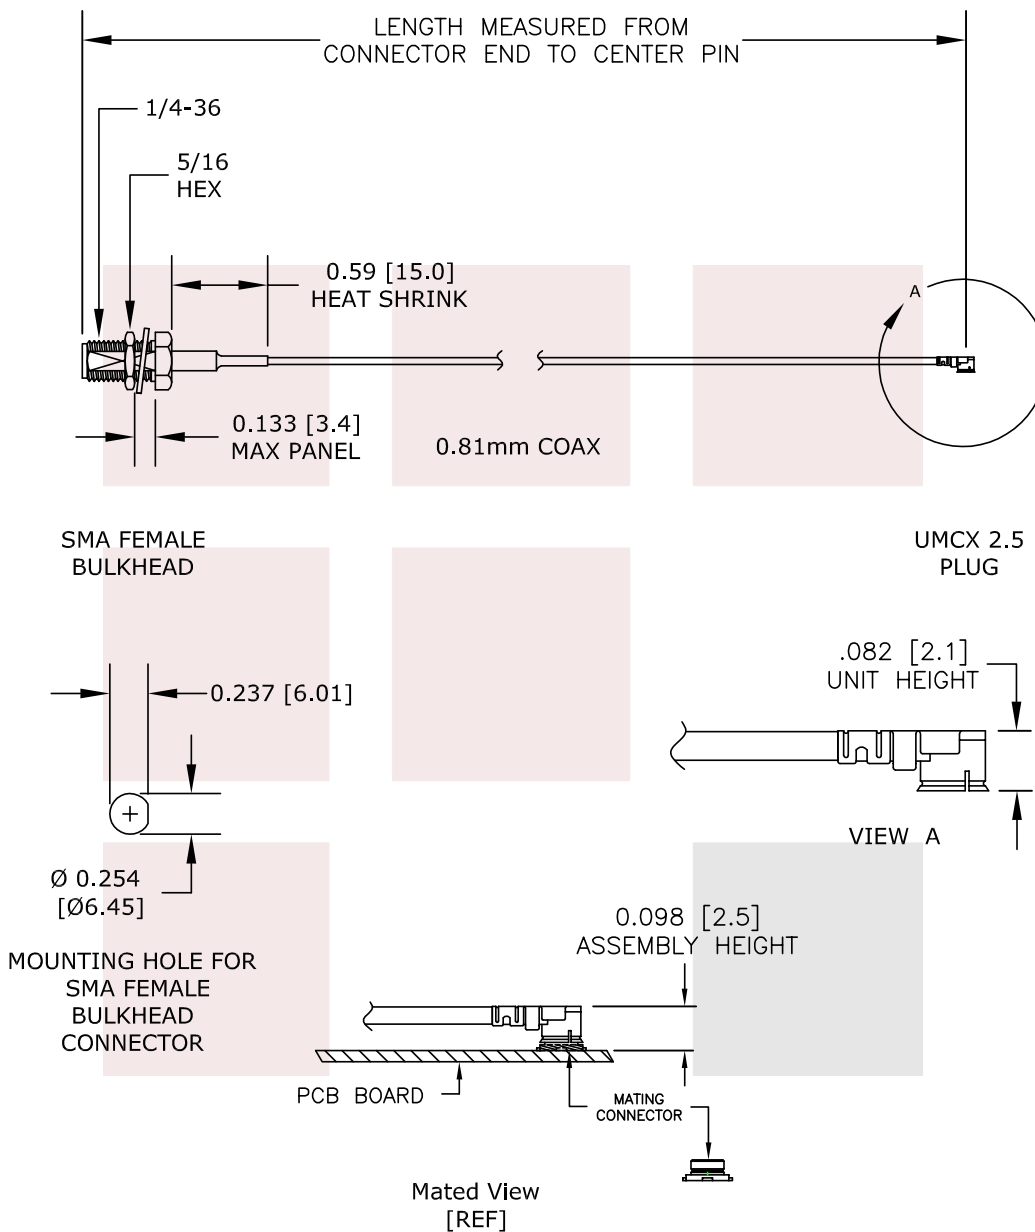 LENGTH MEASURED FROM
CONNECTOR END TO CENTER PIN
1/4-36
5/16
HEX
0.59 [15.0]
HEAT SHRINK
A
0.133 [3.4]
MAX PANEL
0.81mm COAX
SMA FEMALE
BULKHEAD
UMCX 2.5
PLUG
.082 [2.1]
UNIT HEIGHT
0.237 [6.01]
VIEW A
Ø 0.254
[Ø6.45]
0.098 [2.5]
ASSEMBLY HEIGHT
MOUNTING HOLE FOR
SMA FEMALE
BULKHEAD
CONNECTOR
PCB BOARD
MATING
CONNECTOR
Mated View
[REF]